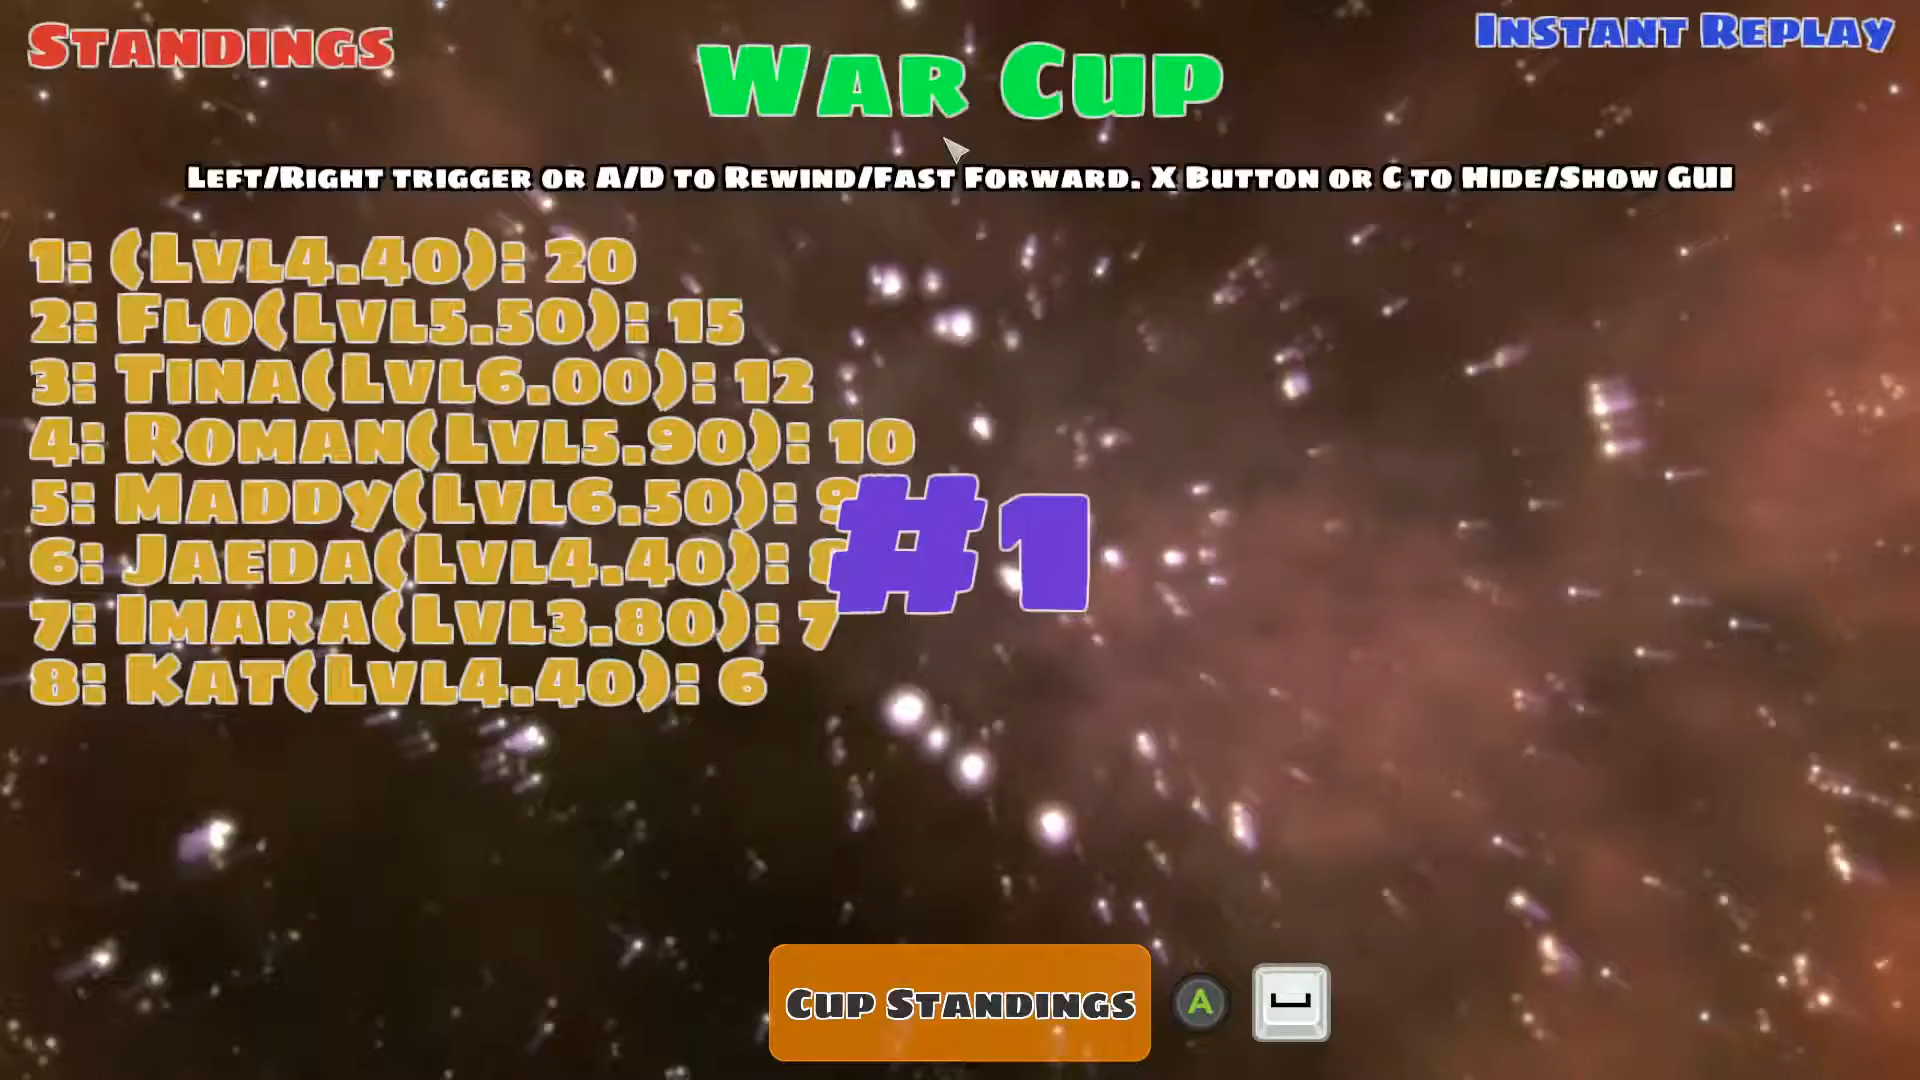 Standings
War Cup
Instant Replay
Left/Right trigger or A/D to Rewind/Fast Forward. X Button or C to Hide/Show GUI
1: (Lvl4.40): 20
2: Flo(Lvl5.50): 15
3: Tina(Lvl6.00): 12
4: Roman(Lvl5.90): 10
5: Maddy(Lvl6.50): 9
6: Jaeda(Lvl4.40): 8
7: Imara(Lvl3.80): 7
8: Kat(Lvl4.40): 6
#1
Cup Standings
A